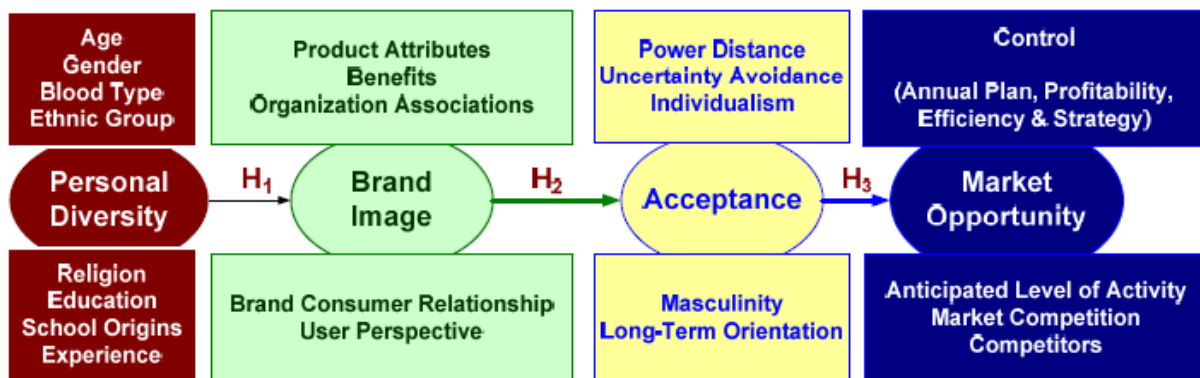 Age
Gender
Blood Type
Ethnic Group
Product Attributes
Benefits
Organization Associations
Power Distance
Uncertainty Avoidance
Individualism
Control
(Annual Plan, Profitability,
Efficiency & Strategy)
Personal
Diversity
H₁
Brand
Image
H₂
Acceptance
H₃
Market
Opportunity
Religion
Education
School Origins
Experience
Brand Consumer Relationship
User Perspective
Masculinity
Long-Term Orientation
Anticipated Level of Activity
Market Competition
Competitors